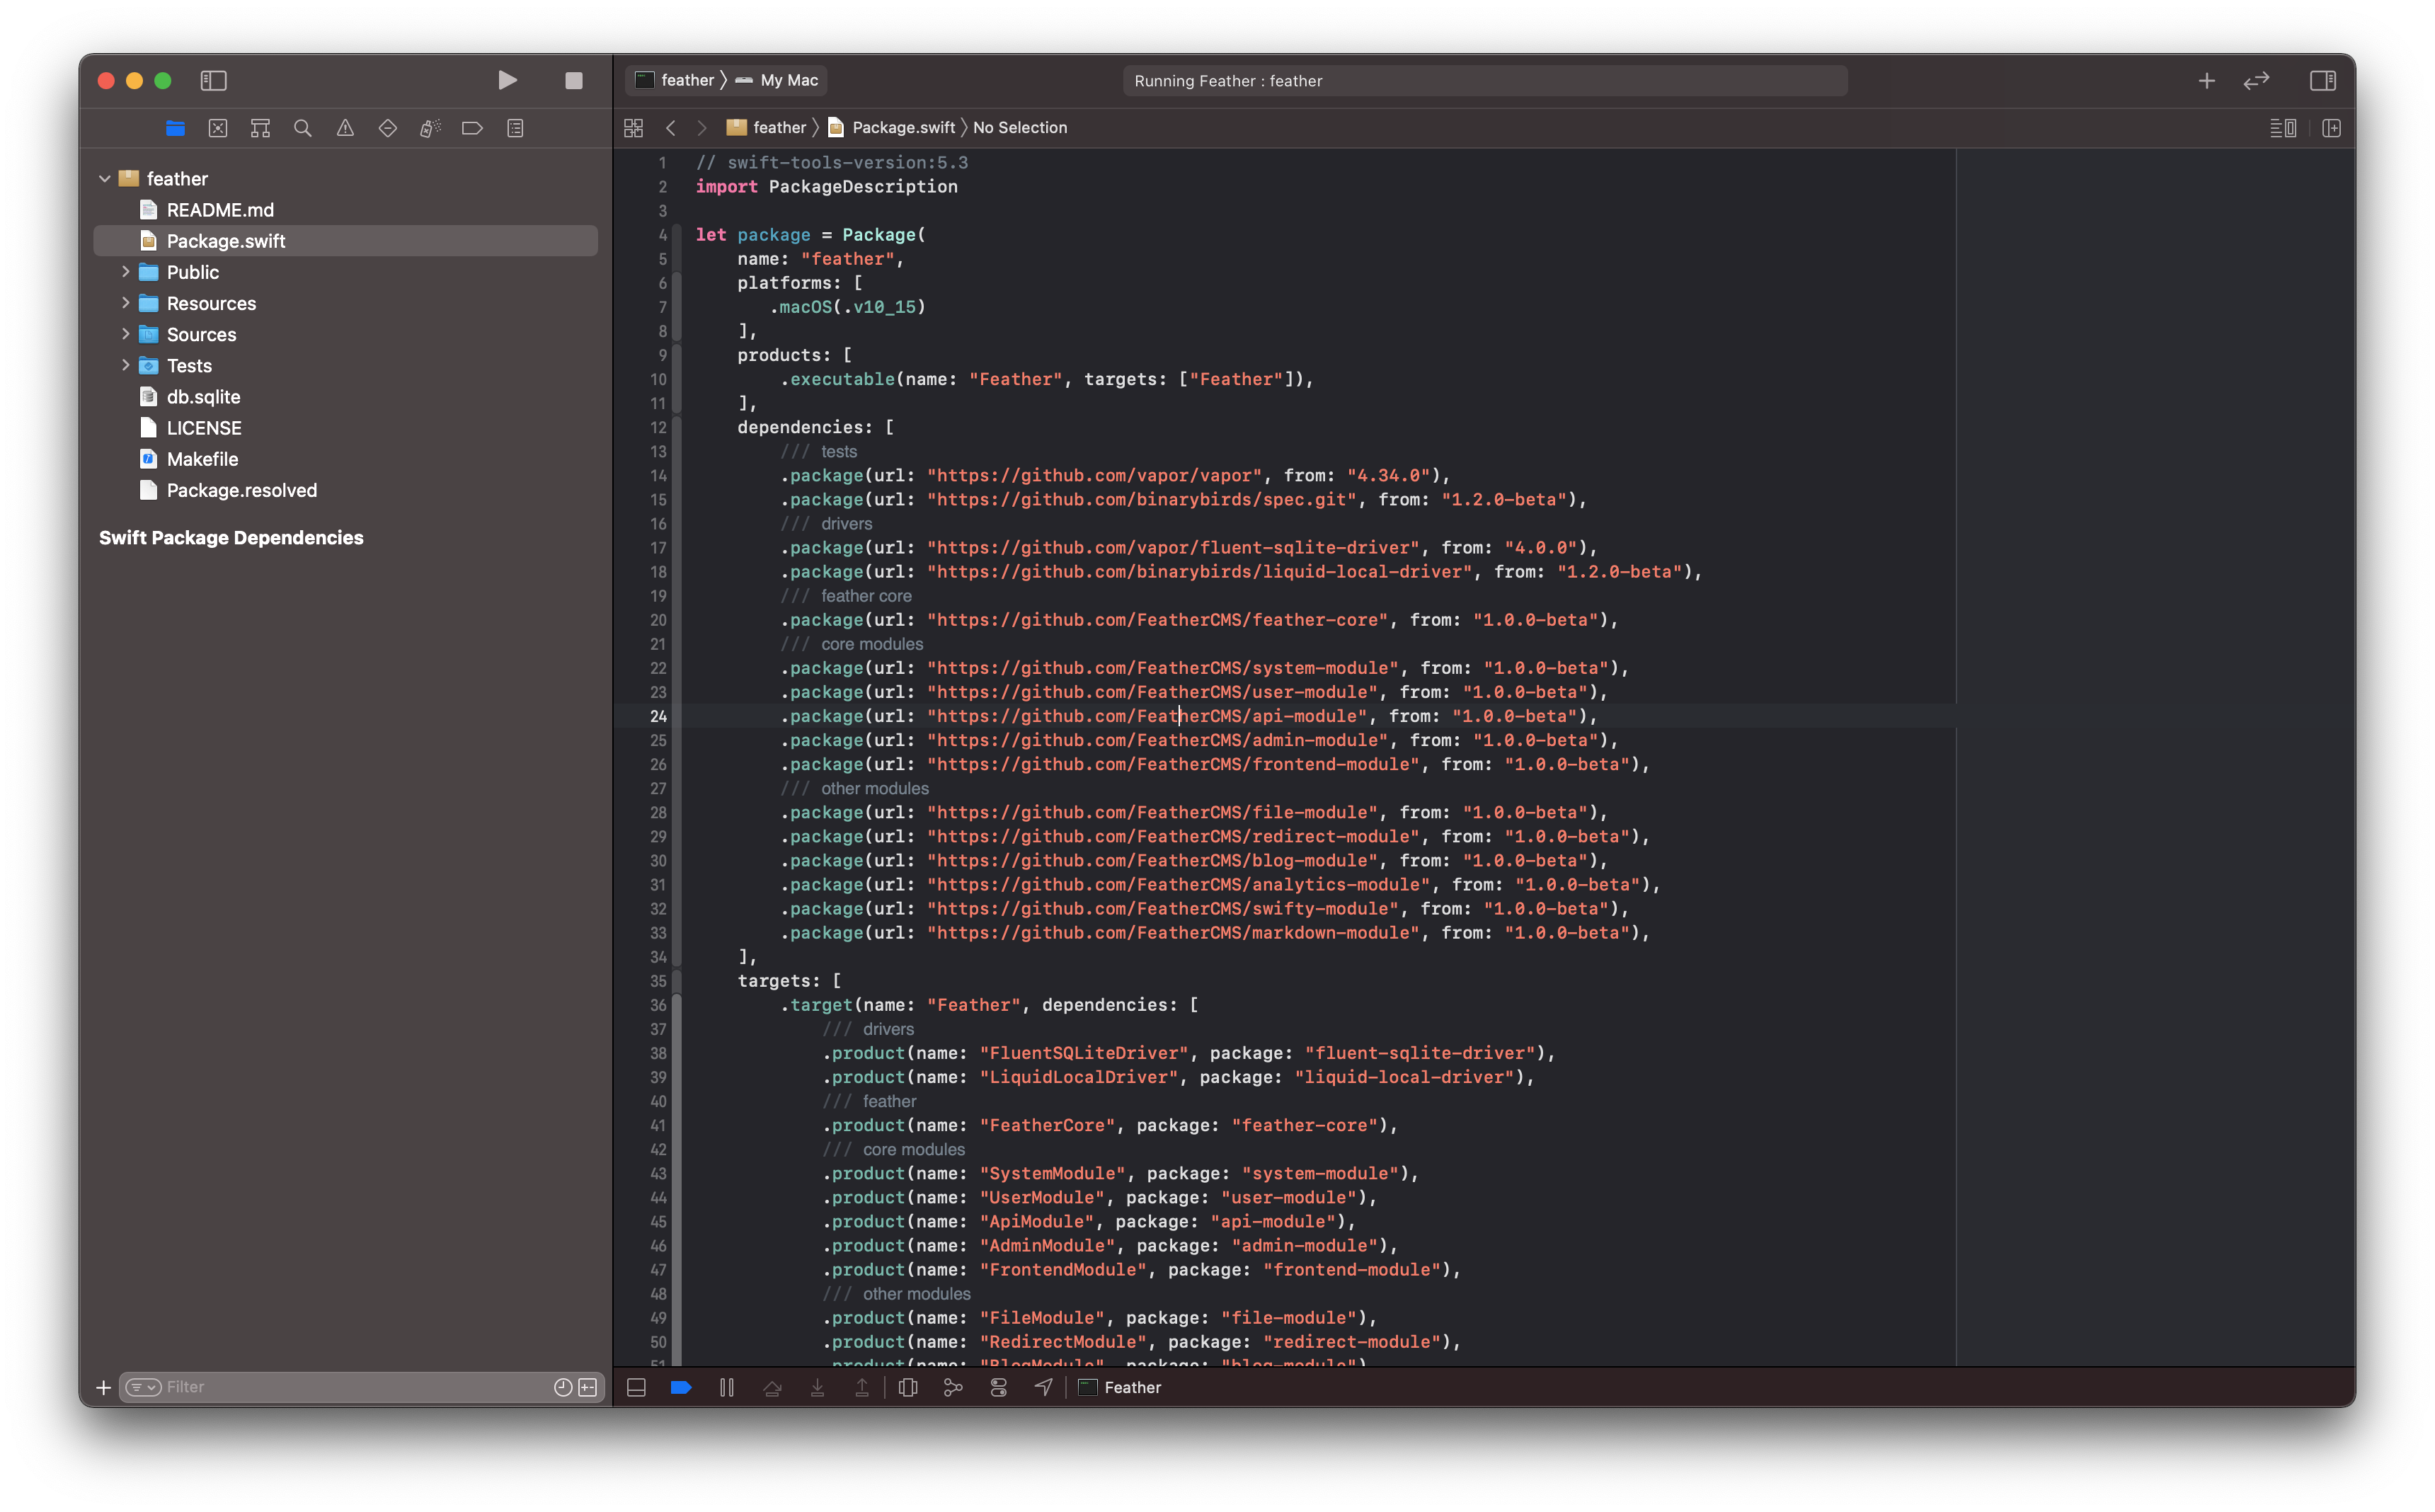 feather 〉 My Mac
Running Feather : feather
feather 〉 Package.swift 〉 No Selection
feather
README.md
Package.swift
Public
Resources
Sources
Tests
db.sqlite
LICENSE
Makefile
Package.resolved
Swift Package Dependencies
Filter
1 // swift-tools-version:5.3
2 import PackageDescription
3
4 let package = Package(
5     name: "feather",
6     platforms: [
7        .macOS(.v10_15)
8     ],
9     products: [
10         .executable(name: "Feather", targets: ["Feather"]),
11     ],
12     dependencies: [
13         /// tests
14         .package(url: "https://github.com/vapor/vapor", from: "4.34.0"),
15         .package(url: "https://github.com/binarybirds/spec.git", from: "1.2.0-beta"),
16         /// drivers
17         .package(url: "https://github.com/vapor/fluent-sqlite-driver", from: "4.0.0"),
18         .package(url: "https://github.com/binarybirds/liquid-local-driver", from: "1.2.0-beta"),
19         /// feather core
20         .package(url: "https://github.com/FeatherCMS/feather-core", from: "1.0.0-beta"),
21         /// core modules
22         .package(url: "https://github.com/FeatherCMS/system-module", from: "1.0.0-beta"),
23         .package(url: "https://github.com/FeatherCMS/user-module", from: "1.0.0-beta"),
24         .package(url: "https://github.com/FeatherCMS/api-module", from: "1.0.0-beta"),
25         .package(url: "https://github.com/FeatherCMS/admin-module", from: "1.0.0-beta"),
26         .package(url: "https://github.com/FeatherCMS/frontend-module", from: "1.0.0-beta"),
27         /// other modules
28         .package(url: "https://github.com/FeatherCMS/file-module", from: "1.0.0-beta"),
29         .package(url: "https://github.com/FeatherCMS/redirect-module", from: "1.0.0-beta"),
30         .package(url: "https://github.com/FeatherCMS/blog-module", from: "1.0.0-beta"),
31         .package(url: "https://github.com/FeatherCMS/analytics-module", from: "1.0.0-beta"),
32         .package(url: "https://github.com/FeatherCMS/swifty-module", from: "1.0.0-beta"),
33         .package(url: "https://github.com/FeatherCMS/markdown-module", from: "1.0.0-beta"),
34     ],
35     targets: [
36         .target(name: "Feather", dependencies: [
37             /// drivers
38             .product(name: "FluentSQLiteDriver", package: "fluent-sqlite-driver"),
39             .product(name: "LiquidLocalDriver", package: "liquid-local-driver"),
40             /// feather
41             .product(name: "FeatherCore", package: "feather-core"),
42             /// core modules
43             .product(name: "SystemModule", package: "system-module"),
44             .product(name: "UserModule", package: "user-module"),
45             .product(name: "ApiModule", package: "api-module"),
46             .product(name: "AdminModule", package: "admin-module"),
47             .product(name: "FrontendModule", package: "frontend-module"),
48             /// other modules
49             .product(name: "FileModule", package: "file-module"),
50             .product(name: "RedirectModule", package: "redirect-module"),
51             .product(name: "BlogModule", package: "blog-module"),
Feather